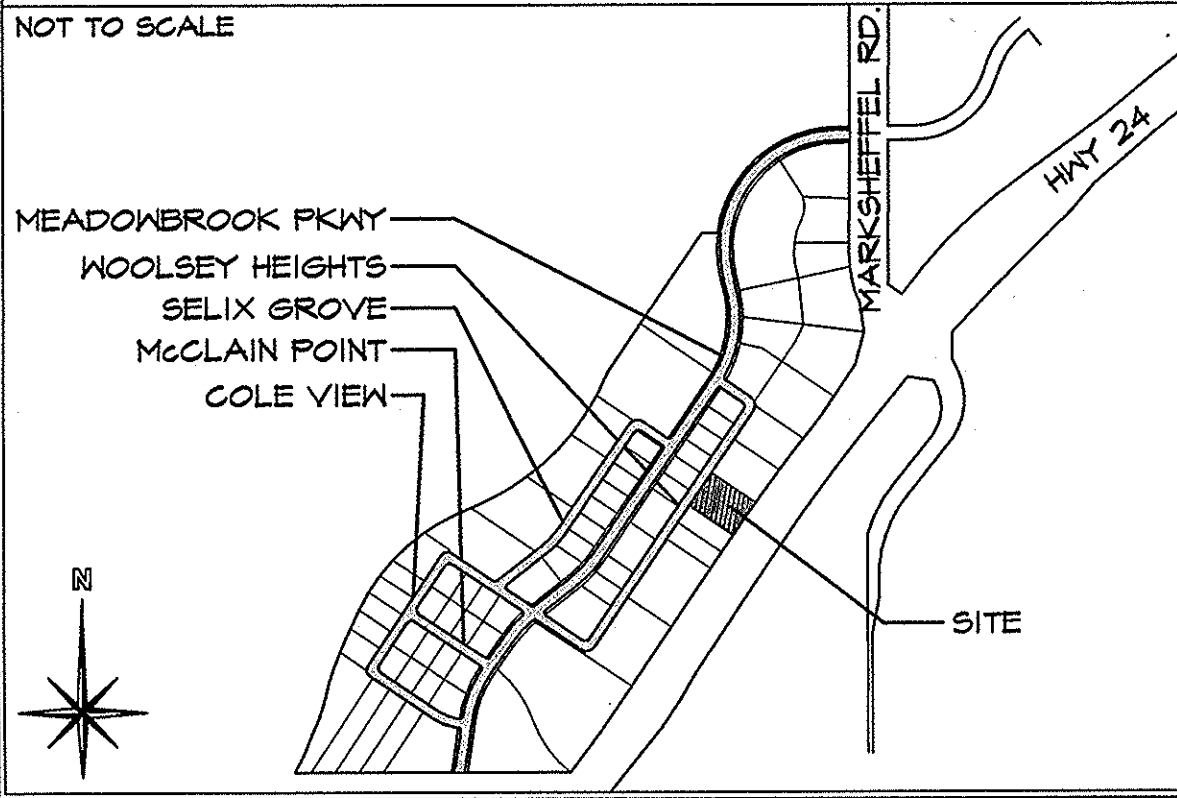 NOT TO SCALE
MARKSHEFFEL RD.
HWY 24
MEADOWBROOK PKWY
WOOLSEY HEIGHTS
SELIX GROVE
McCLAIN POINT
COLE VIEW
N
SITE